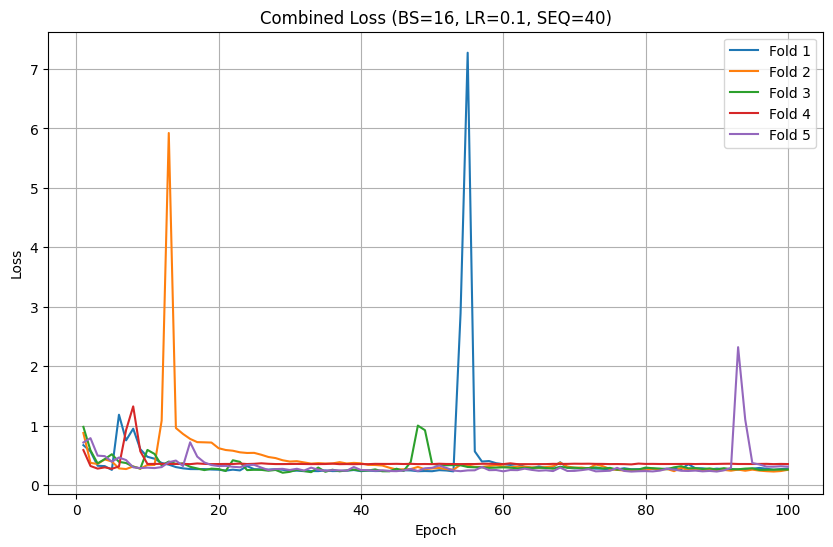 Combined Loss (BS=16, LR=0.1, SEQ=40)
Fold 1
Fold 2
Fold 3
Fold 4
Fold 5
Loss
7
6
5
4
3
2
1
0
0 20 40 60 80 100
Epoch